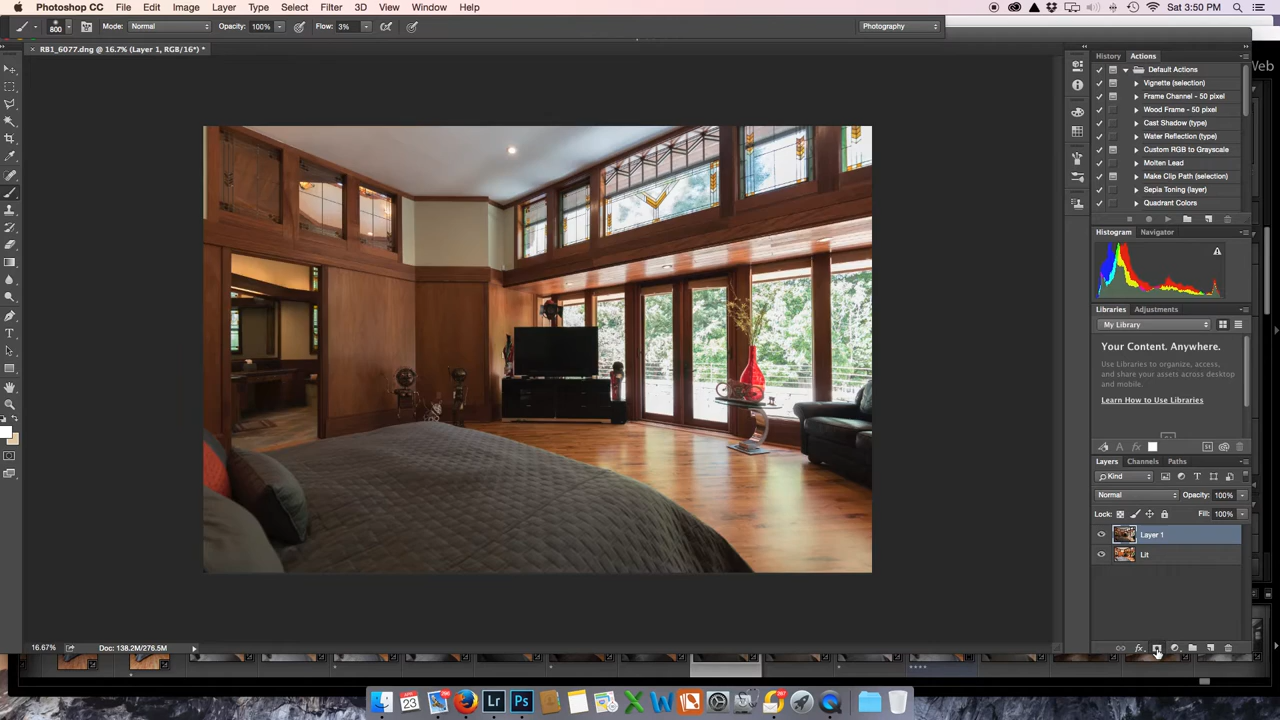 Photoshop CC File Edit Image Layer Type Select Filter 3D View Window Help Sat 3:50 PM
800 Mode: Normal Opacity: 100% Flow: 3% Photography
× RB1_6077.dng @ 16.7% (Layer 1, RGB/16*) *
History Actions
Web
Default Actions
Vignette (selection)
Frame Channel - 50 pixel
Wood Frame - 50 pixel
Cast Shadow (type)
Water Reflection (type)
Custom RGB to Grayscale
Molten Lead
Make Clip Path (selection)
Sepia Toning (layer)
Quadrant Colors
Histogram Navigator
Libraries Adjustments
My Library
Your Content. Anywhere.
Use Libraries to organize, access, and share your assets across desktop and mobile.
Learn How to Use Libraries
Layers Channels Paths
Kind
Normal Opacity: 100%
Lock: Fill: 100%
Layer 1
Lit
16.67% Doc: 138.2M/276.5M
APR
23
Lr Ps